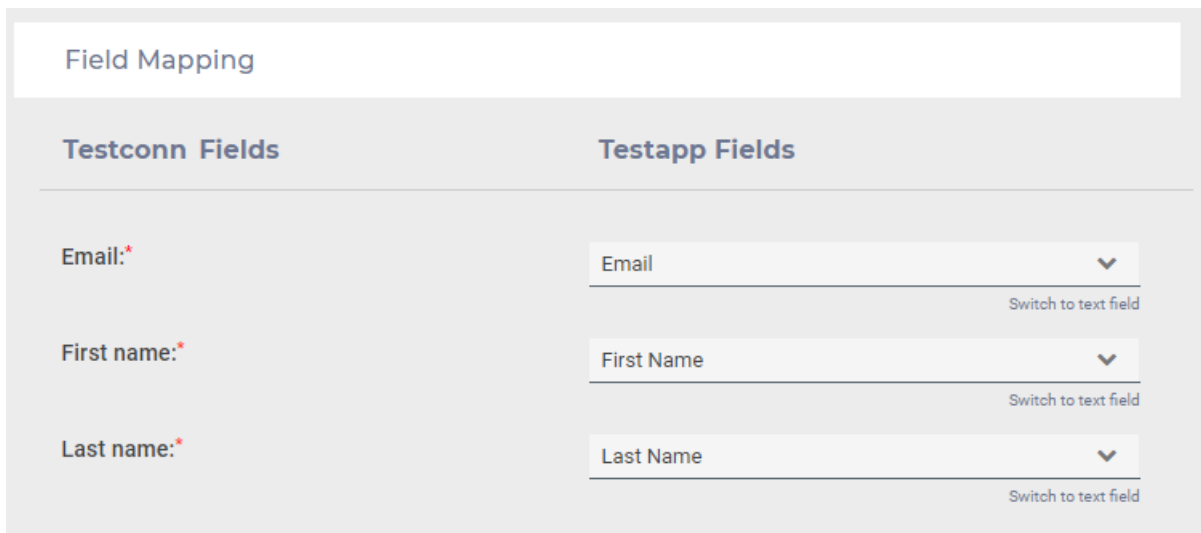 Field Mapping
Testconn Fields Testapp Fields
Email:* Email
Switch to text field
First name:* First Name
Switch to text field
Last name:* Last Name
Switch to text field